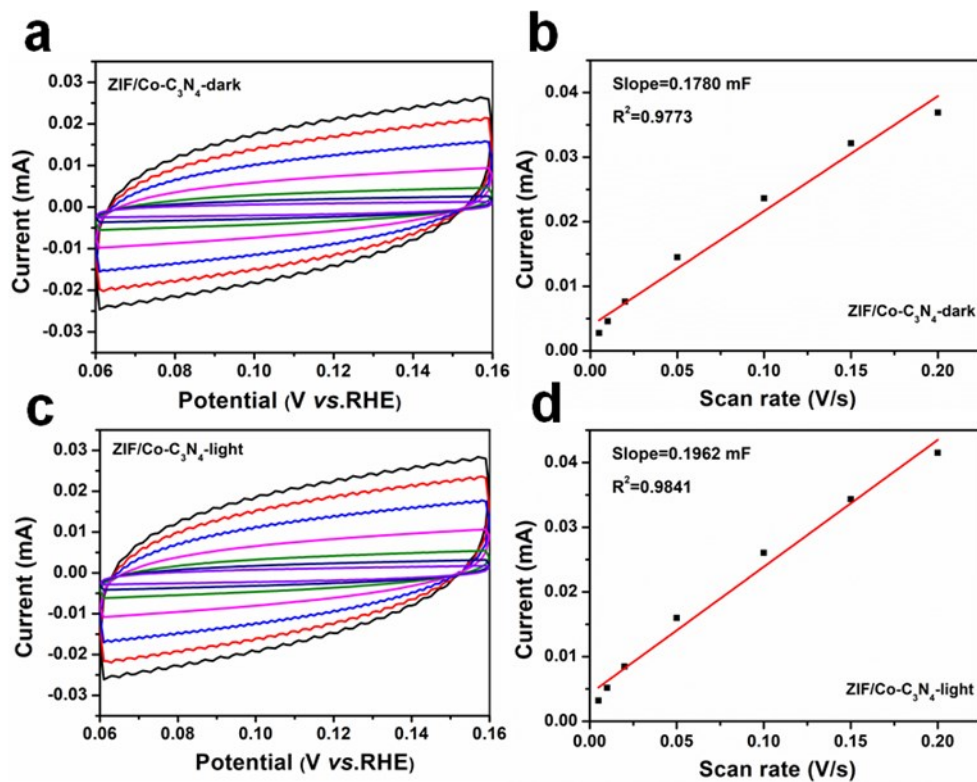 a
ZIF/Co-C₃N₄-dark
0.03
0.02
0.01
0.00
-0.01
-0.02
-0.03
Current (mA)
0.06 0.08 0.10 0.12 0.14 0.16
Potential (V vs.RHE)
b
Slope=0.1780 mF
R²=0.9773
0.04
0.03
0.02
0.01
0.00
Current (mA)
ZIF/Co-C₃N₄-dark
0.00 0.05 0.10 0.15 0.20
Scan rate (V/s)
c
ZIF/Co-C₃N₄-light
0.03
0.02
0.01
0.00
-0.01
-0.02
-0.03
Current (mA)
0.06 0.08 0.10 0.12 0.14 0.16
Potential (V vs.RHE)
d
Slope=0.1962 mF
R²=0.9841
0.04
0.03
0.02
0.01
0.00
Current (mA)
ZIF/Co-C₃N₄-light
0.00 0.05 0.10 0.15 0.20
Scan rate (V/s)